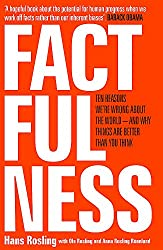 'A hopeful book about the potential for human progress when we
work off facts rather than our inherent biases' BARACK OBAMA
FACT
FUL
NESS
TEN REASONS
WE'RE WRONG ABOUT
THE WORLD – AND WHY
THINGS ARE BETTER
THAN YOU THINK
Hans Rosling with Ola Rosling and Anna Rosling Rönnlund